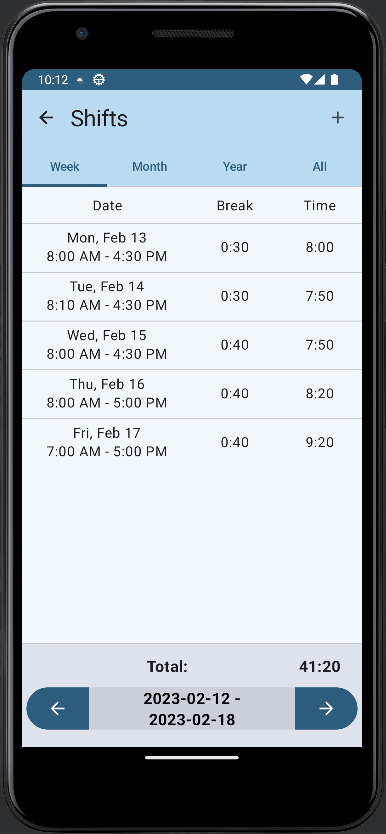 10:12
Shifts
Week Month Year All
Date Break Time
Mon, Feb 13
8:00 AM - 4:30 PM 0:30 8:00
Tue, Feb 14
8:10 AM - 4:30 PM 0:30 7:50
Wed, Feb 15
8:00 AM - 4:30 PM 0:40 7:50
Thu, Feb 16
8:00 AM - 5:00 PM 0:40 8:20
Fri, Feb 17
7:00 AM - 5:00 PM 0:40 9:20
Total: 41:20
2023-02-12 -
2023-02-18